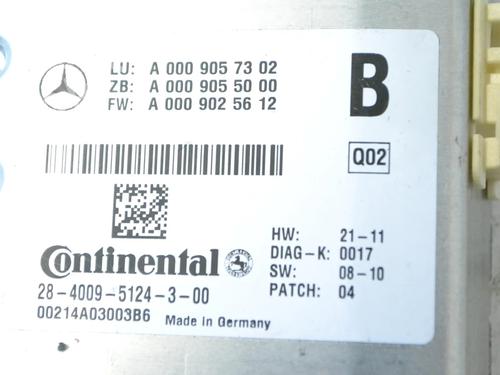 LU: A 000 905 73 02
ZB: A 000 905 50 00
FW: A 000 902 56 12
B
Q02
Continental
HW: 21-11
DIAG-K: 0017
SW: 08-10
PATCH: 04
28-4009-5124-3-00
00214A03003B6 Made in Germany